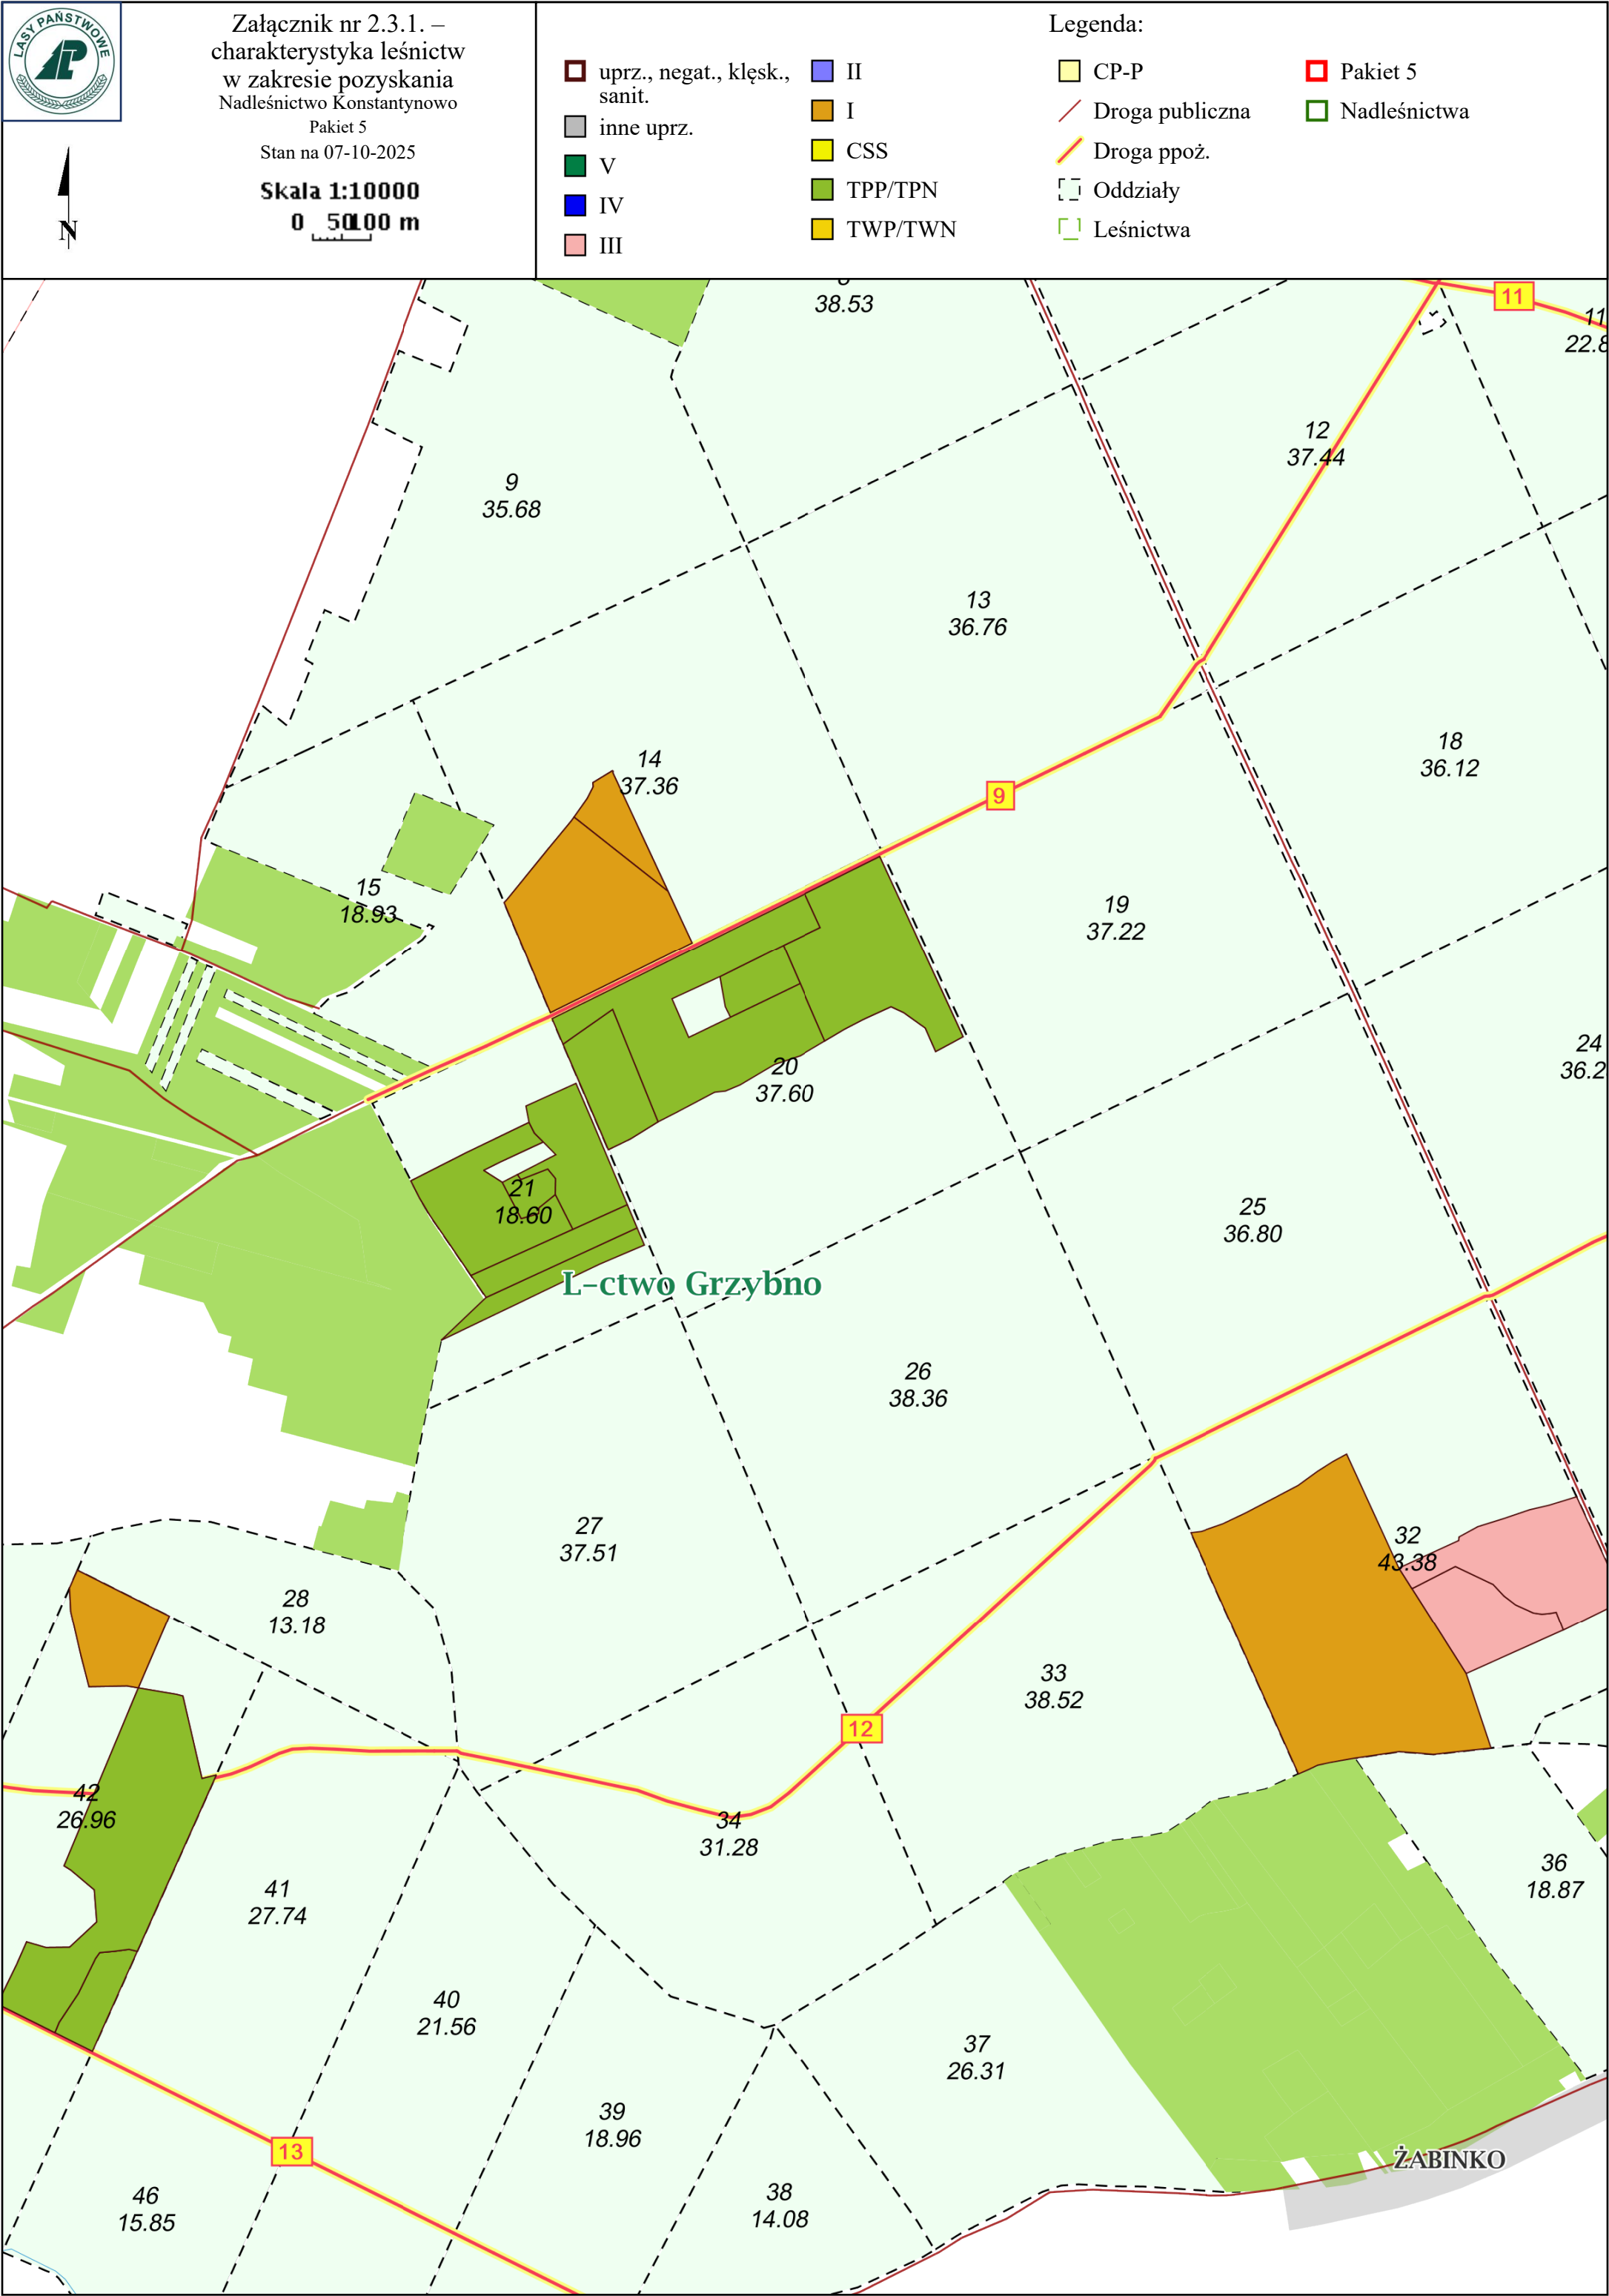 LASY PAŃSTWOWE
Załącznik nr 2.3.1. –
charakterystyka leśnictw
w zakresie pozyskania
Nadleśnictwo Konstantynowo
Pakiet 5
Stan na 07-10-2025
Skala 1:10000
0 50 100 m
N
Legenda:
uprz., negat., klęsk.,
sanit.
inne uprz.
V
IV
III
II
I
CSS
TPP/TPN
TWP/TWN
CP-P
Droga publiczna
Droga ppoż.
Oddziały
Leśnictwa
Pakiet 5
Nadleśnictwa
38.53
11
11
22.8
12
37.44
9
35.68
13
36.76
14
37.36
18
36.12
9
15
18.93
19
37.22
20
37.60
24
36.2
21
18.60
25
36.80
L-ctwo Grzybno
26
38.36
27
37.51
32
43.38
28
13.18
33
38.52
12
42
26.96
34
31.28
36
18.87
41
27.74
40
21.56
37
26.31
39
18.96
13
ŻABINKO
46
15.85
38
14.08